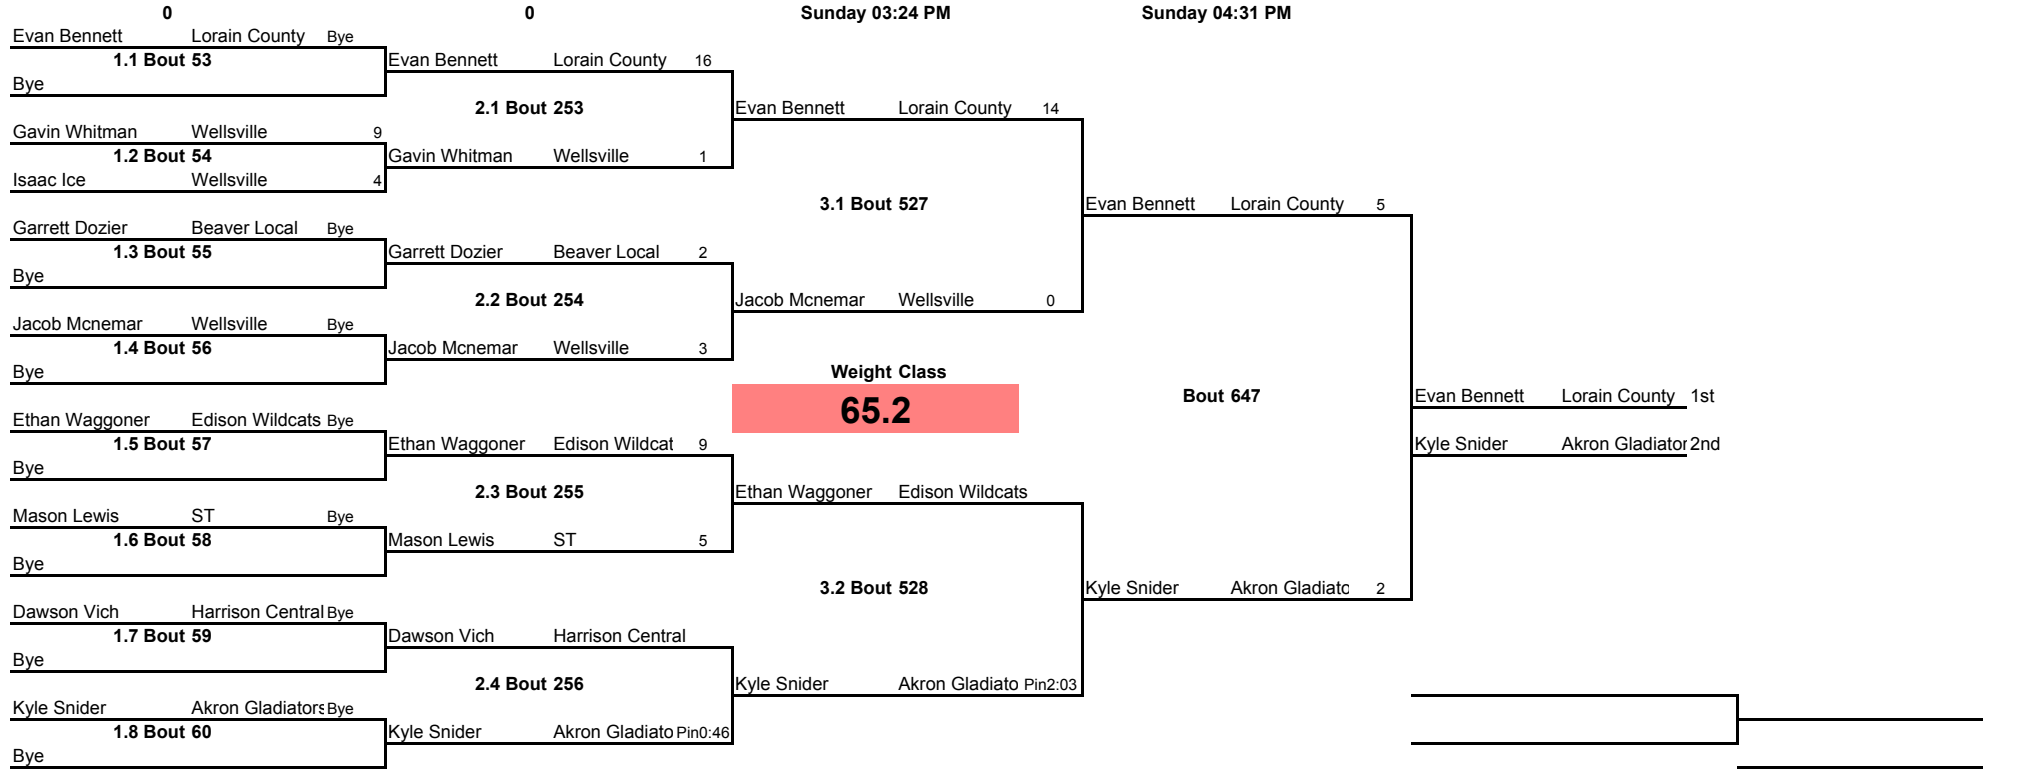 0 0 Sunday 03:24 PM Sunday 04:31 PM
Evan Bennett Lorain County Bye
1.1 Bout 53 Evan Bennett Lorain County 16
Bye
2.1 Bout 253 Evan Bennett Lorain County 14
Gavin Whitman Wellsville 9
1.2 Bout 54 Gavin Whitman Wellsville 1
Isaac Ice Wellsville 4
3.1 Bout 527 Evan Bennett Lorain County 5
Garrett Dozier Beaver Local Bye
1.3 Bout 55 Garrett Dozier Beaver Local 2
Bye
2.2 Bout 254 Jacob Mcnemar Wellsville 0
Jacob Mcnemar Wellsville Bye
1.4 Bout 56 Jacob Mcnemar Wellsville 3
Bye Weight Class
65.2 Bout 647 Evan Bennett Lorain County 1st
Ethan Waggoner Edison Wildcats Bye
1.5 Bout 57 Ethan Waggoner Edison Wildcat 9 Kyle Snider Akron Gladiator 2nd
Bye
2.3 Bout 255 Ethan Waggoner Edison Wildcats
Mason Lewis ST Bye
1.6 Bout 58 Mason Lewis ST 5
Bye
3.2 Bout 528 Kyle Snider Akron Gladiato 2
Dawson Vich Harrison Central Bye
1.7 Bout 59 Dawson Vich Harrison Central
Bye
2.4 Bout 256 Kyle Snider Akron Gladiato Pin2:03
Kyle Snider Akron Gladiators Bye
1.8 Bout 60 Kyle Snider Akron Gladiato Pin0:46
Bye